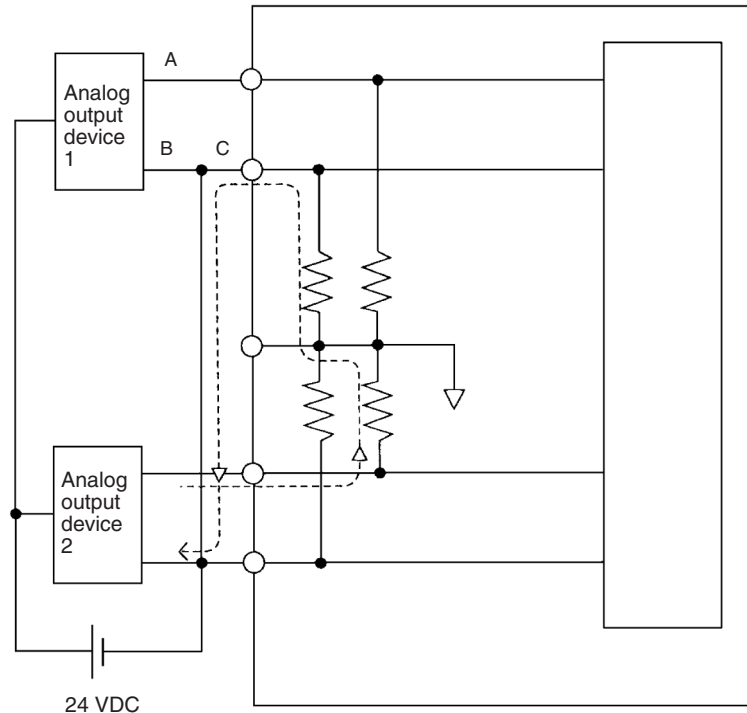 A
Analog
output
device
1
B
C
Analog
output
device
2
24 VDC